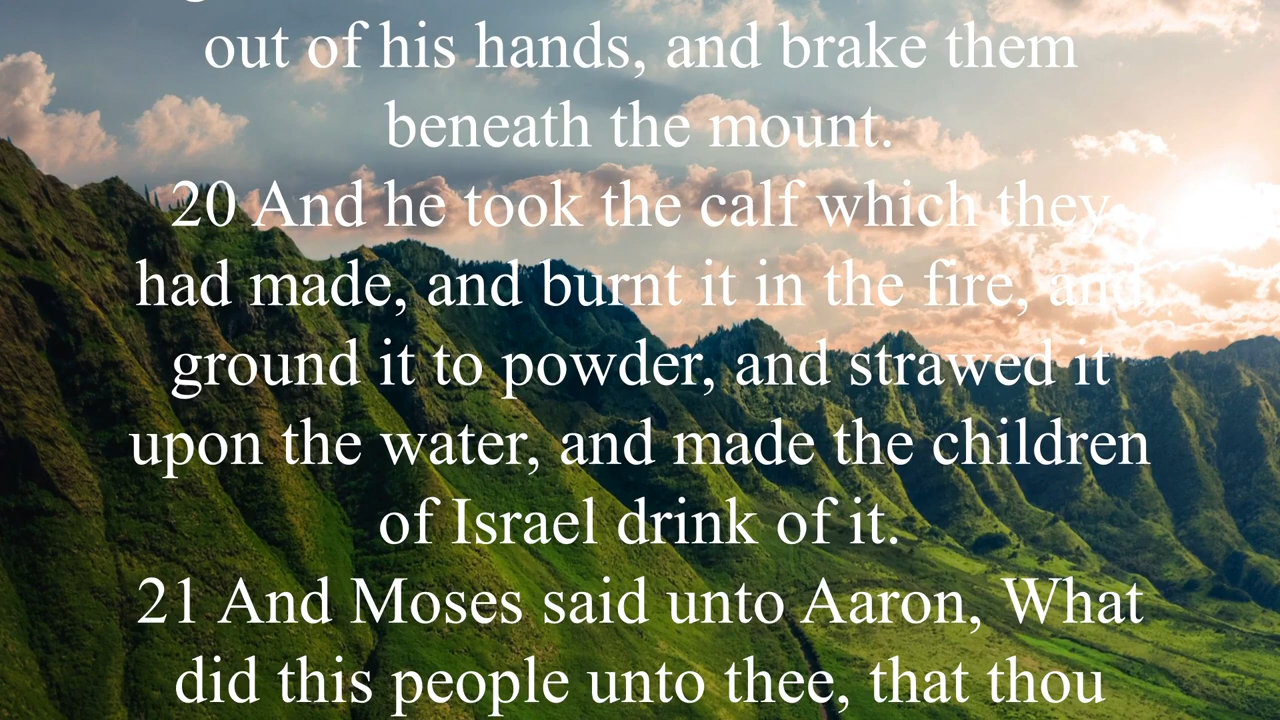 out of his hands, and brake them
beneath the mount.
20 And he took the calf which they
had made, and burnt it in the fire, and
ground it to powder, and strawed it
upon the water, and made the children
of Israel drink of it.
21 And Moses said unto Aaron, What
did this people unto thee, that thou